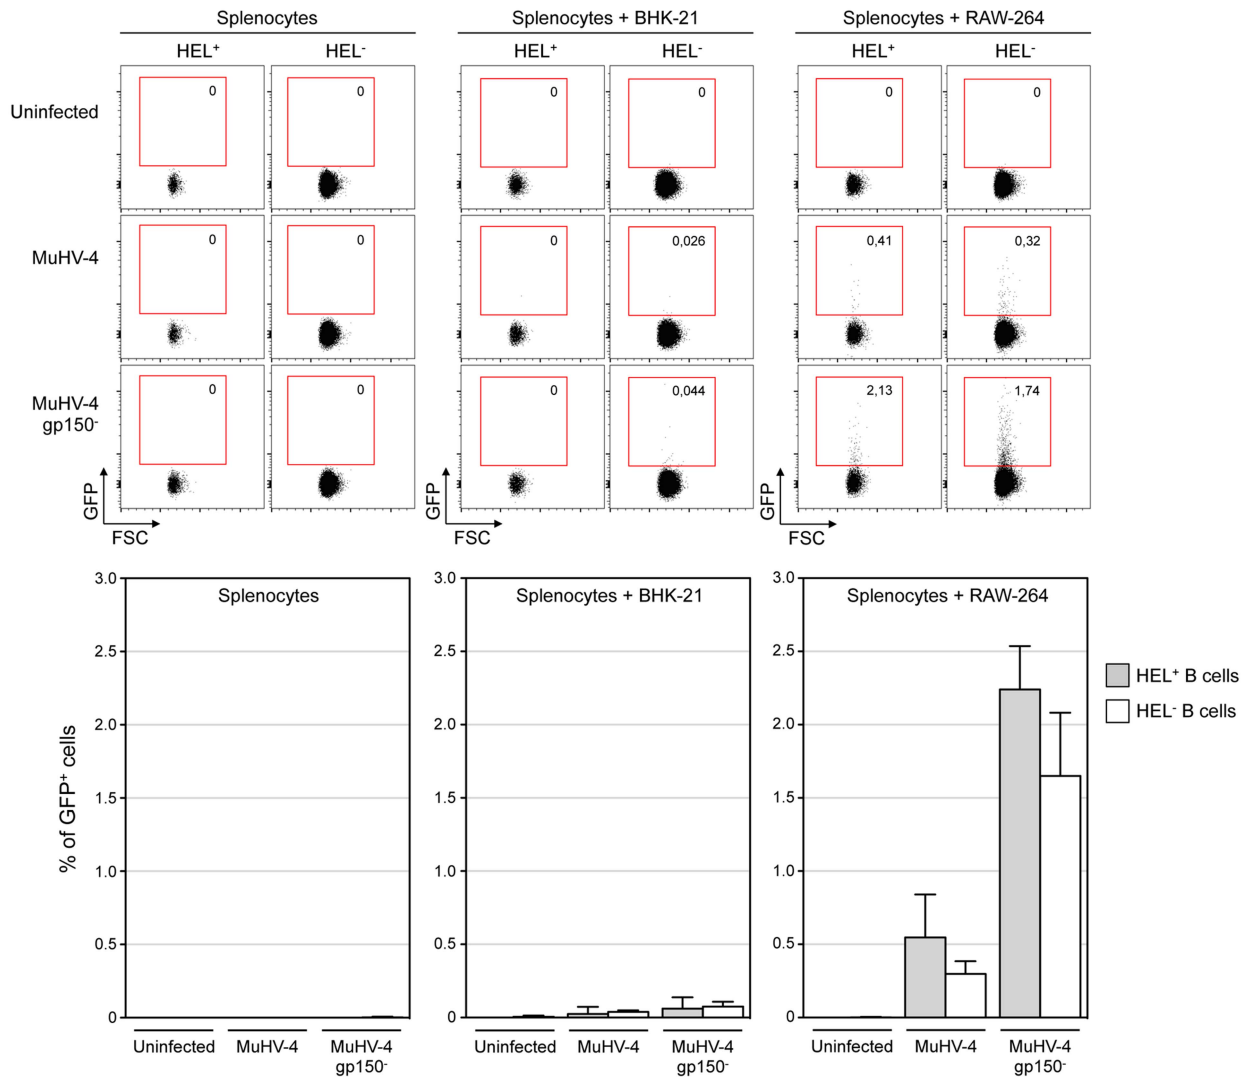 Splenocytes
Splenocytes + BHK-21
Splenocytes + RAW-264
HEL⁺
HEL⁻
HEL⁺
HEL⁻
HEL⁺
HEL⁻
Uninfected
0
0
0
0
0
0
MuHV-4
0
0
0
0,026
0,41
0,32
MuHV-4
gp150⁻
0
0
0
0,044
2,13
1,74
GFP
FSC
GFP
FSC
GFP
FSC
% of GFP⁺ cells
Splenocytes
3.0
2.5
2.0
1.5
1.0
0.5
0
Uninfected
MuHV-4
MuHV-4
gp150⁻
Splenocytes + BHK-21
3.0
2.5
2.0
1.5
1.0
0.5
0
Uninfected
MuHV-4
MuHV-4
gp150⁻
Splenocytes + RAW-264
3.0
2.5
2.0
1.5
1.0
0.5
0
Uninfected
MuHV-4
MuHV-4
gp150⁻
HEL⁺ B cells
HEL⁻ B cells